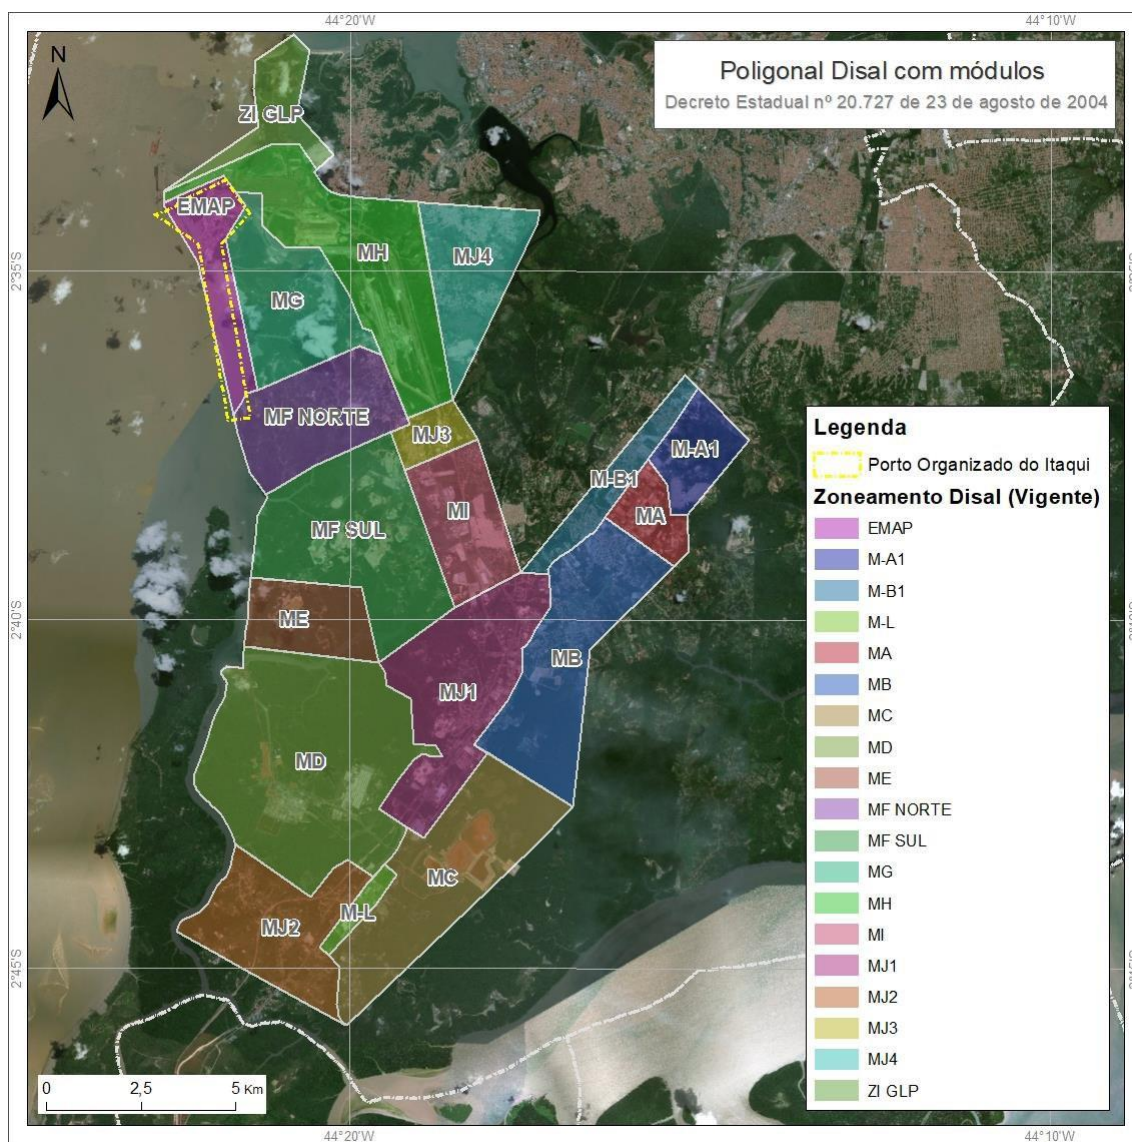 44°20'W
44°10'W
N
Poligonal Disal com módulos
Decreto Estadual nº 20.727 de 23 de agosto de 2004
ZI GLP
EMAP
MH
MJ4
2°35'S
MG
MF NORTE
MJ3
M-A1
M-B1
MI
MA
MF SUL
ME
2°40'S
MB
MJ1
MD
MC
M-L
MJ2
2°45'S
Legenda
Porto Organizado do Itaqui
Zoneamento Disal (Vigente)
EMAP
M-A1
M-B1
M-L
MA
MB
MC
MD
ME
MF NORTE
MF SUL
MG
MH
MI
MJ1
MJ2
MJ3
MJ4
ZI GLP
0 2,5 5 Km
44°20'W
44°10'W